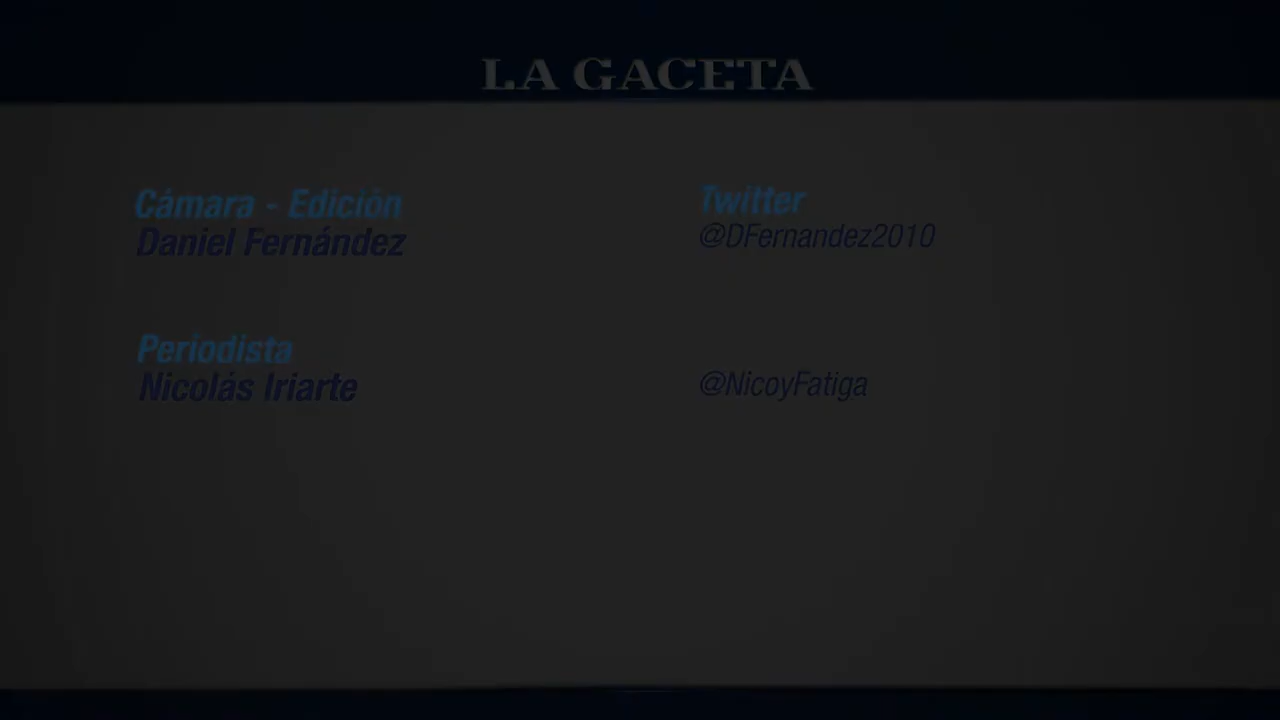 LA GACETA
Cámara - Edición
Daniel Fernández
Twitter
@DFernandez2010
Periodista
Nicolás Iriarte
@NicoyFatiga